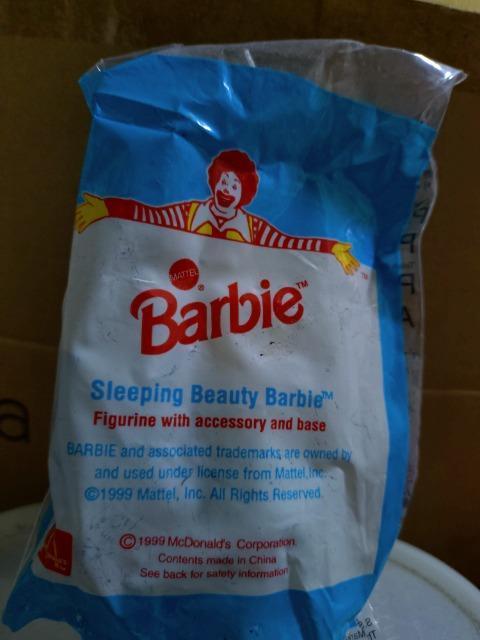 MATTEL
®
Barbie™
Sleeping Beauty Barbie™
Figurine with accessory and base
BARBIE and associated trademarks are owned by
and used under license from Mattel, Inc.
©1999 Mattel, Inc. All Rights Reserved.
©1999 McDonald's Corporation.
Contents made in China
See back for safety information